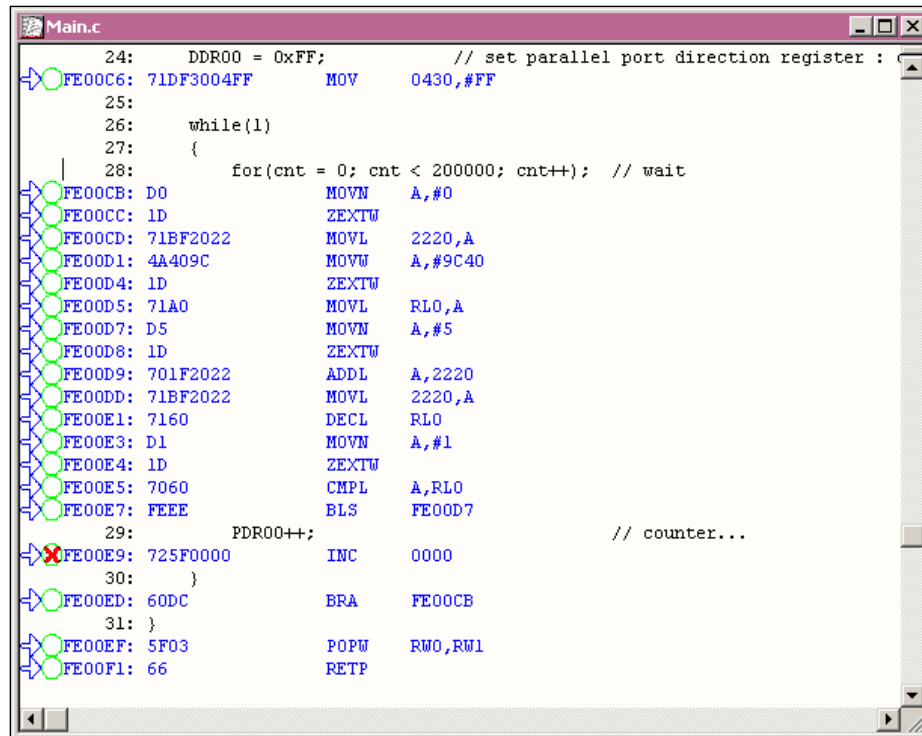 Main.c
24: DDR00 = 0xFF; // set parallel port direction register :
FE00C6: 71DF3004FF MOV 0430,#FF
25:
26: while(1)
27: {
28: for(cnt = 0; cnt < 200000; cnt++); // wait
FE00CB: D0 MOVN A,#0
FE00CC: 1D ZEXTW
FE00CD: 71BF2022 MOVL 2220,A
FE00D1: 4A409C MOVW A,#9C40
FE00D4: 1D ZEXTW
FE00D5: 71A0 MOVL RL0,A
FE00D7: D5 MOVN A,#5
FE00D8: 1D ZEXTW
FE00D9: 701F2022 ADDL A,2220
FE00DD: 71BF2022 MOVL 2220,A
FE00E1: 7160 DECL RL0
FE00E3: D1 MOVN A,#1
FE00E4: 1D ZEXTW
FE00E5: 7060 CMPL A,RL0
FE00E7: FEEE BLS FE00D7
29: PDR00++; // counter...
FE00E9: 725F0000 INC 0000
30: }
FE00ED: 60DC BRA FE00CB
31: }
FE00EF: 5F03 POPW RW0,RW1
FE00F1: 66 RETP